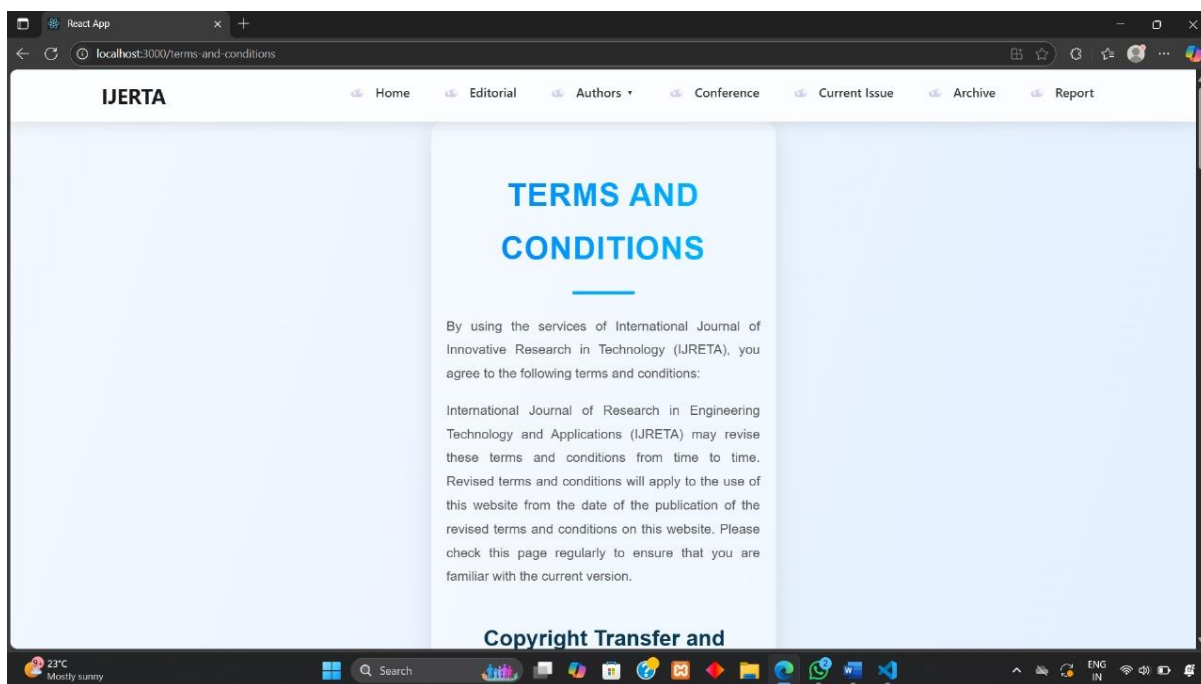 React App
localhost:3000/terms-and-conditions
IJERTA
Home Editorial Authors Conference Current Issue Archive Report
TERMS AND
CONDITIONS
By using the services of International Journal of
Innovative Research in Technology (IJRETA), you
agree to the following terms and conditions:
International Journal of Research in Engineering
Technology and Applications (IJRETA) may revise
these terms and conditions from time to time.
Revised terms and conditions will apply to the use of
this website from the date of the publication of the
revised terms and conditions on this website. Please
check this page regularly to ensure that you are
familiar with the current version.
Copyright Transfer and
23°C
Mostly sunny
Search
ENG
IN